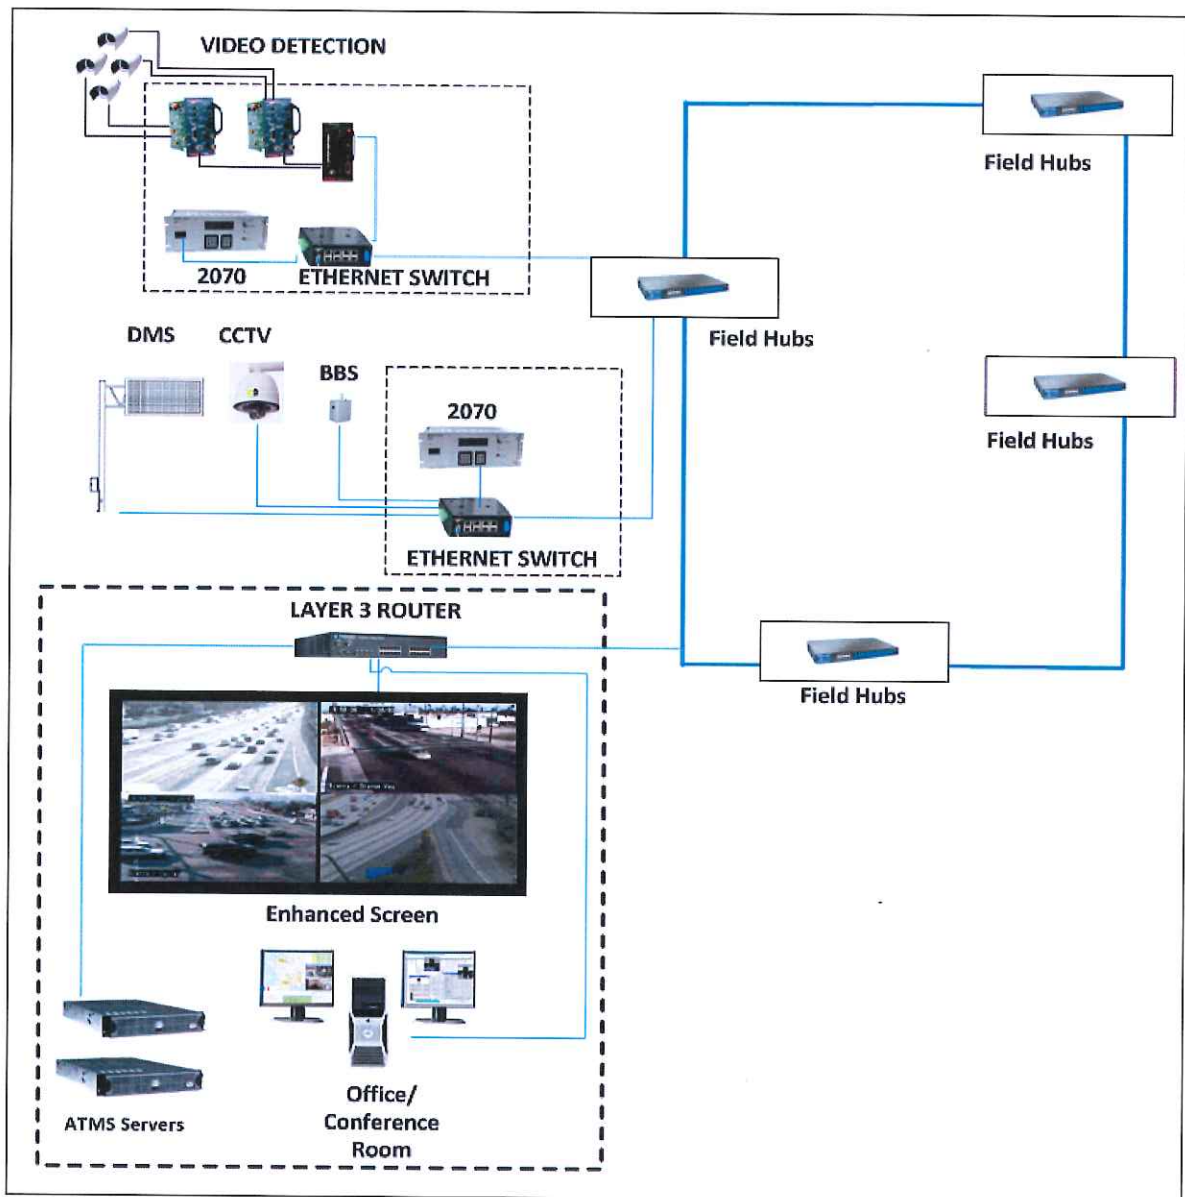 VIDEO DETECTION
Field Hubs
2070
ETHERNET SWITCH
Field Hubs
DMS
CCTV
BBS
2070
Field Hubs
ETHERNET SWITCH
LAYER 3 ROUTER
Field Hubs
Enhanced Screen
Office/
Conference
Room
ATMS Servers